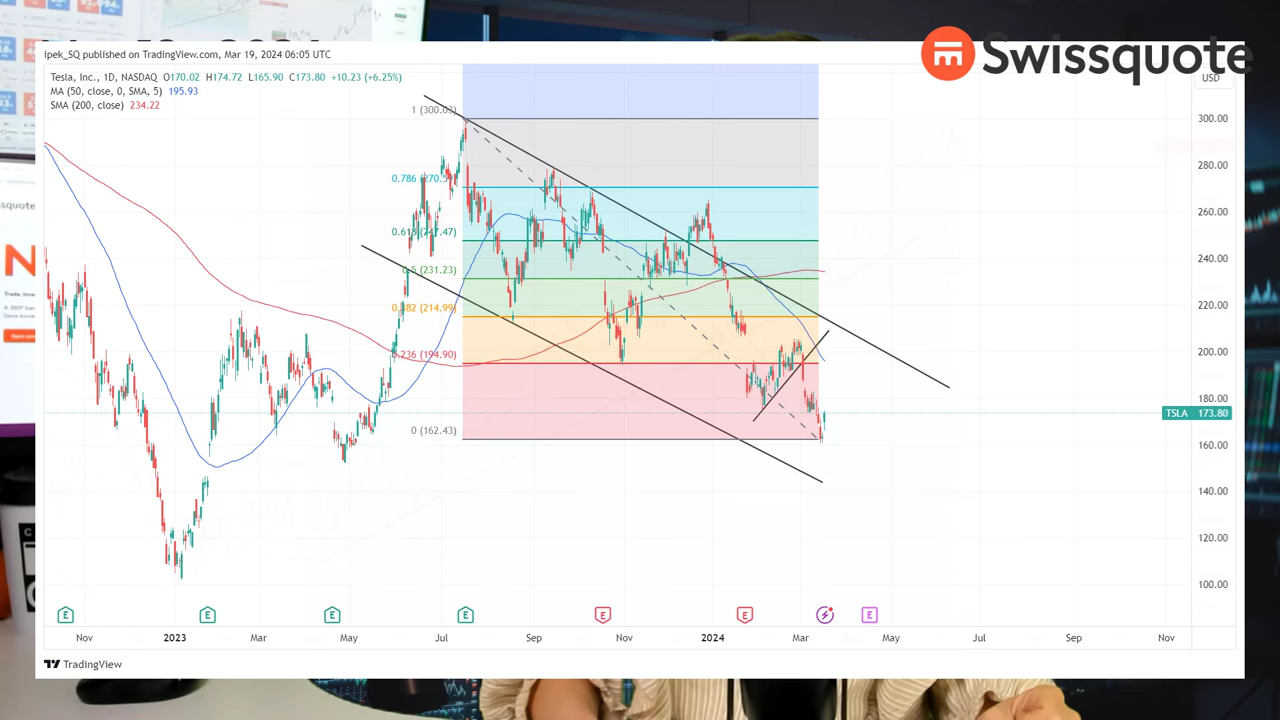 Swissquote
ipek_SQ published on TradingView.com, Mar 19, 2024 06:05 UTC
Tesla, Inc., 1D, NASDAQ O170.02 H174.72 L165.90 C173.80 +10.23 (+6.25%)
MA (50, close, 0, SMA, 5) 195.93
SMA (200, close) 234.22
USD
1 (300.03)
300.00
280.00
0.786
260.00
0.618 (247.47)
240.00
0.5 (231.23)
220.00
0.382 (214.99)
200.00
0.236 (194.90)
180.00
TSLA 173.80
0 (162.43)
160.00
140.00
120.00
100.00
E E E E E E E
Nov 2023 Mar May Jul Sep Nov 2024 Mar May Jul Sep Nov
TradingView